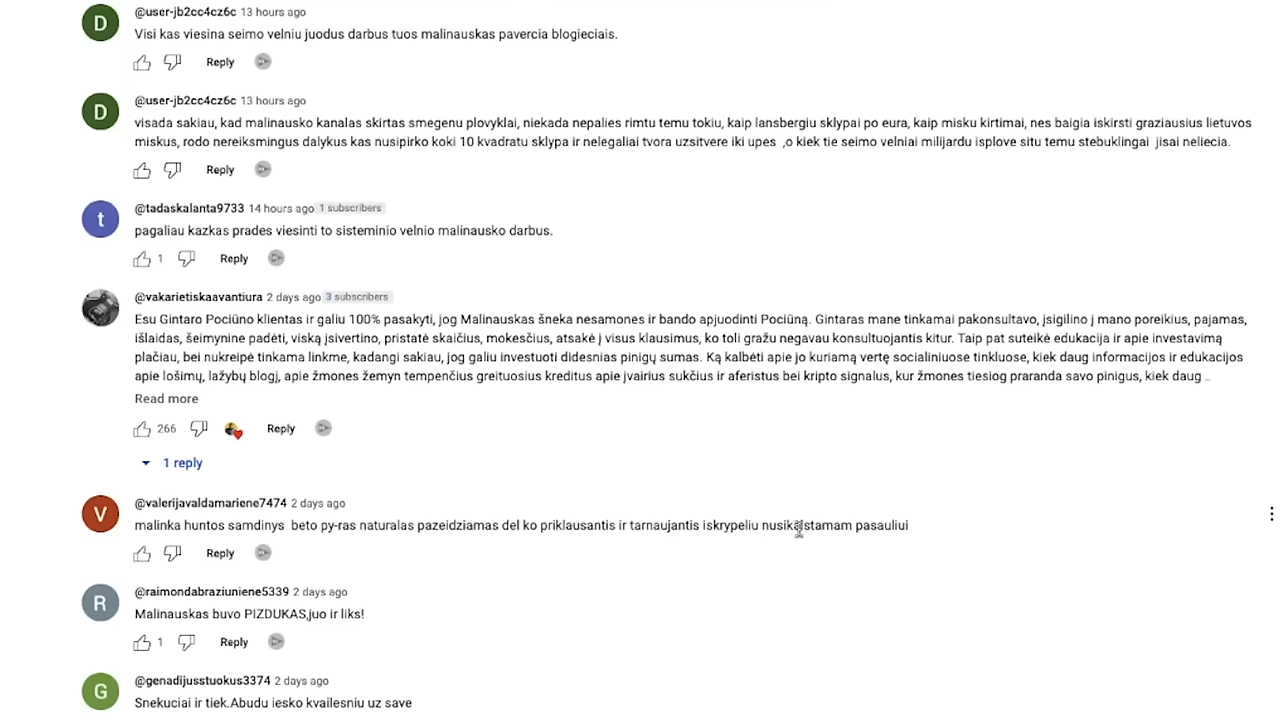 D
@user-jb2cc4cz6c 13 hours ago
Visi kas viesina seimo velniu juodus darbus tuos malinauskas pavercia blogieciais.
Reply
D
@user-jb2cc4cz6c 13 hours ago
visada sakiau, kad malinausko kanalas skirtas smegenu plovyklai, niekada nepalies rimtu temu tokiu, kaip lansbergiu sklypai po eura, kaip misku kirtimai, nes baigia iskirsti graziausius lietuvos
miskus, rodo nereiksmingus dalykus kas nusipirko koki 10 kvadratu sklypa ir nelegaliai tvora uzsitvere iki upes ,o kiek tie seimo velniai milijardu isplove situ temu stebuklingai jisai neliecia.
Reply
t
@tadaskalanta9733 14 hours ago 1 subscribers
pagaliau kazkas prades viesinti to sisteminio velnio malinausko darbus.
1 Reply
@vakarietiskaavantiura 2 days ago 3 subscribers
Esu Gintaro Pociūno klientas ir galiu 100% pasakyti, jog Malinauskas šneka nesamones ir bando apjuodinti Pociūną. Gintaras mane tinkamai pakonsultavo, įsigilino į mano poreikius, pajamas,
išlaidas, šeimynine padėti, viską įsivertino, pristatė skaičius, mokesčius, atsakė į visus klausimus, ko toli gražu negavau konsultuojantis kitur. Taip pat suteikė edukacija ir apie investavimą
plačiau, bei nukreipė tinkama linkme, kadangi sakiau, jog galiu investuoti didesnias pinigų sumas. Ką kalbėti apie jo kuriamą vertę socialiniuose tinkluose, kiek daug informacijos ir edukacijos
apie lošimų, lažybų blogį, apie žmones žemyn tempenčius greituosius kreditus apie įvairius sukčius ir aferistus bei kripto signalus, kur žmones tiesiog praranda savo pinigus, kiek daug ...
Read more
266 Reply
1 reply
V
@valerijavaldamariene7474 2 days ago
malinka huntos samdinys beto py-ras naturalas pazeidziamas del ko priklausantis ir tarnaujantis iskrypeliu nusikalstamam pasauliui
Reply
R
@raimondabraziuniene5339 2 days ago
Malinauskas buvo PIZDUKAS,juo ir liks!
1 Reply
G
@genadijusstuokus3374 2 days ago
Snekuciai ir tiek.Abudu iesko kvailesniu uz save